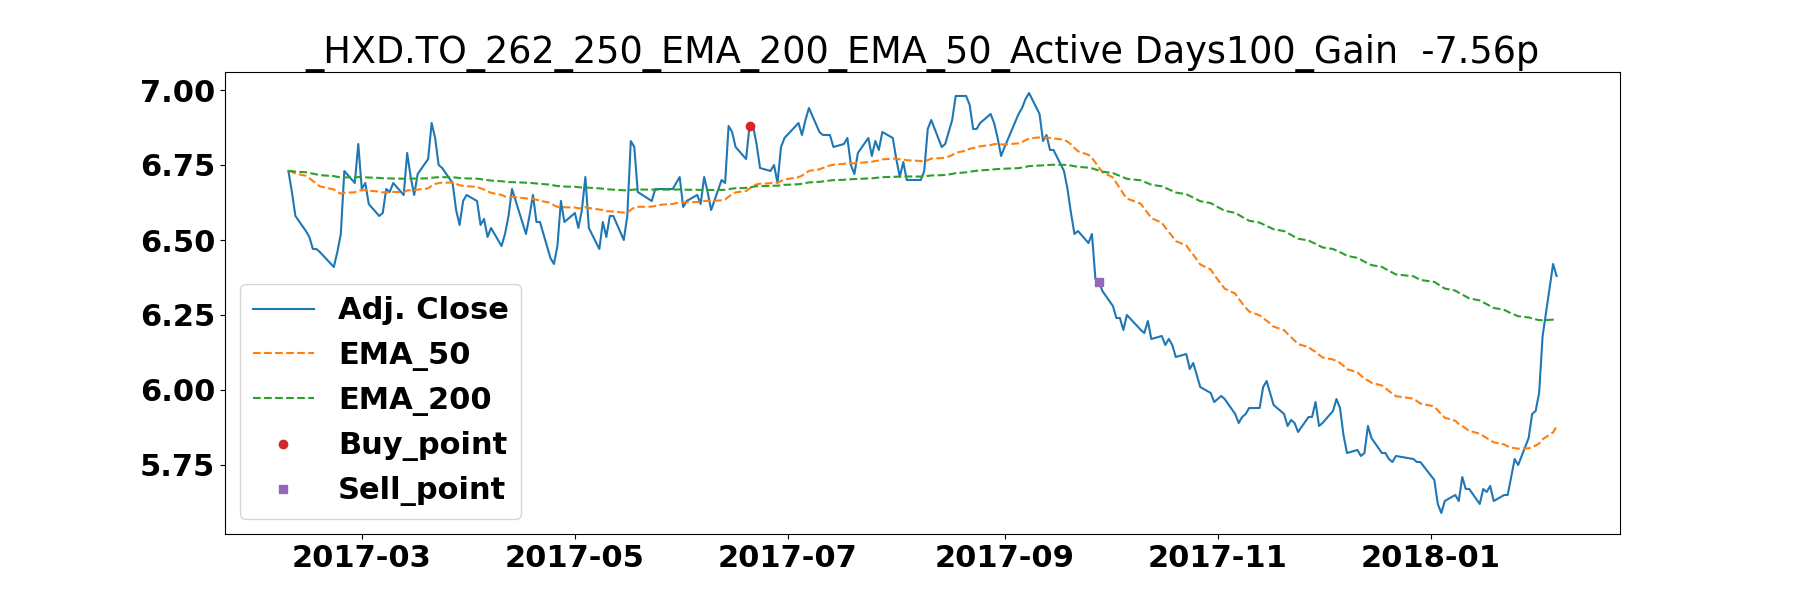 _HXD.TO_262_250_EMA_200_EMA_50_Active Days100_Gain  -7.56p
7.00
6.75
6.50
6.25
6.00
5.75
Adj. Close
EMA_50
EMA_200
Buy_point
Sell_point
2017-03 2017-05 2017-07 2017-09 2017-11 2018-01